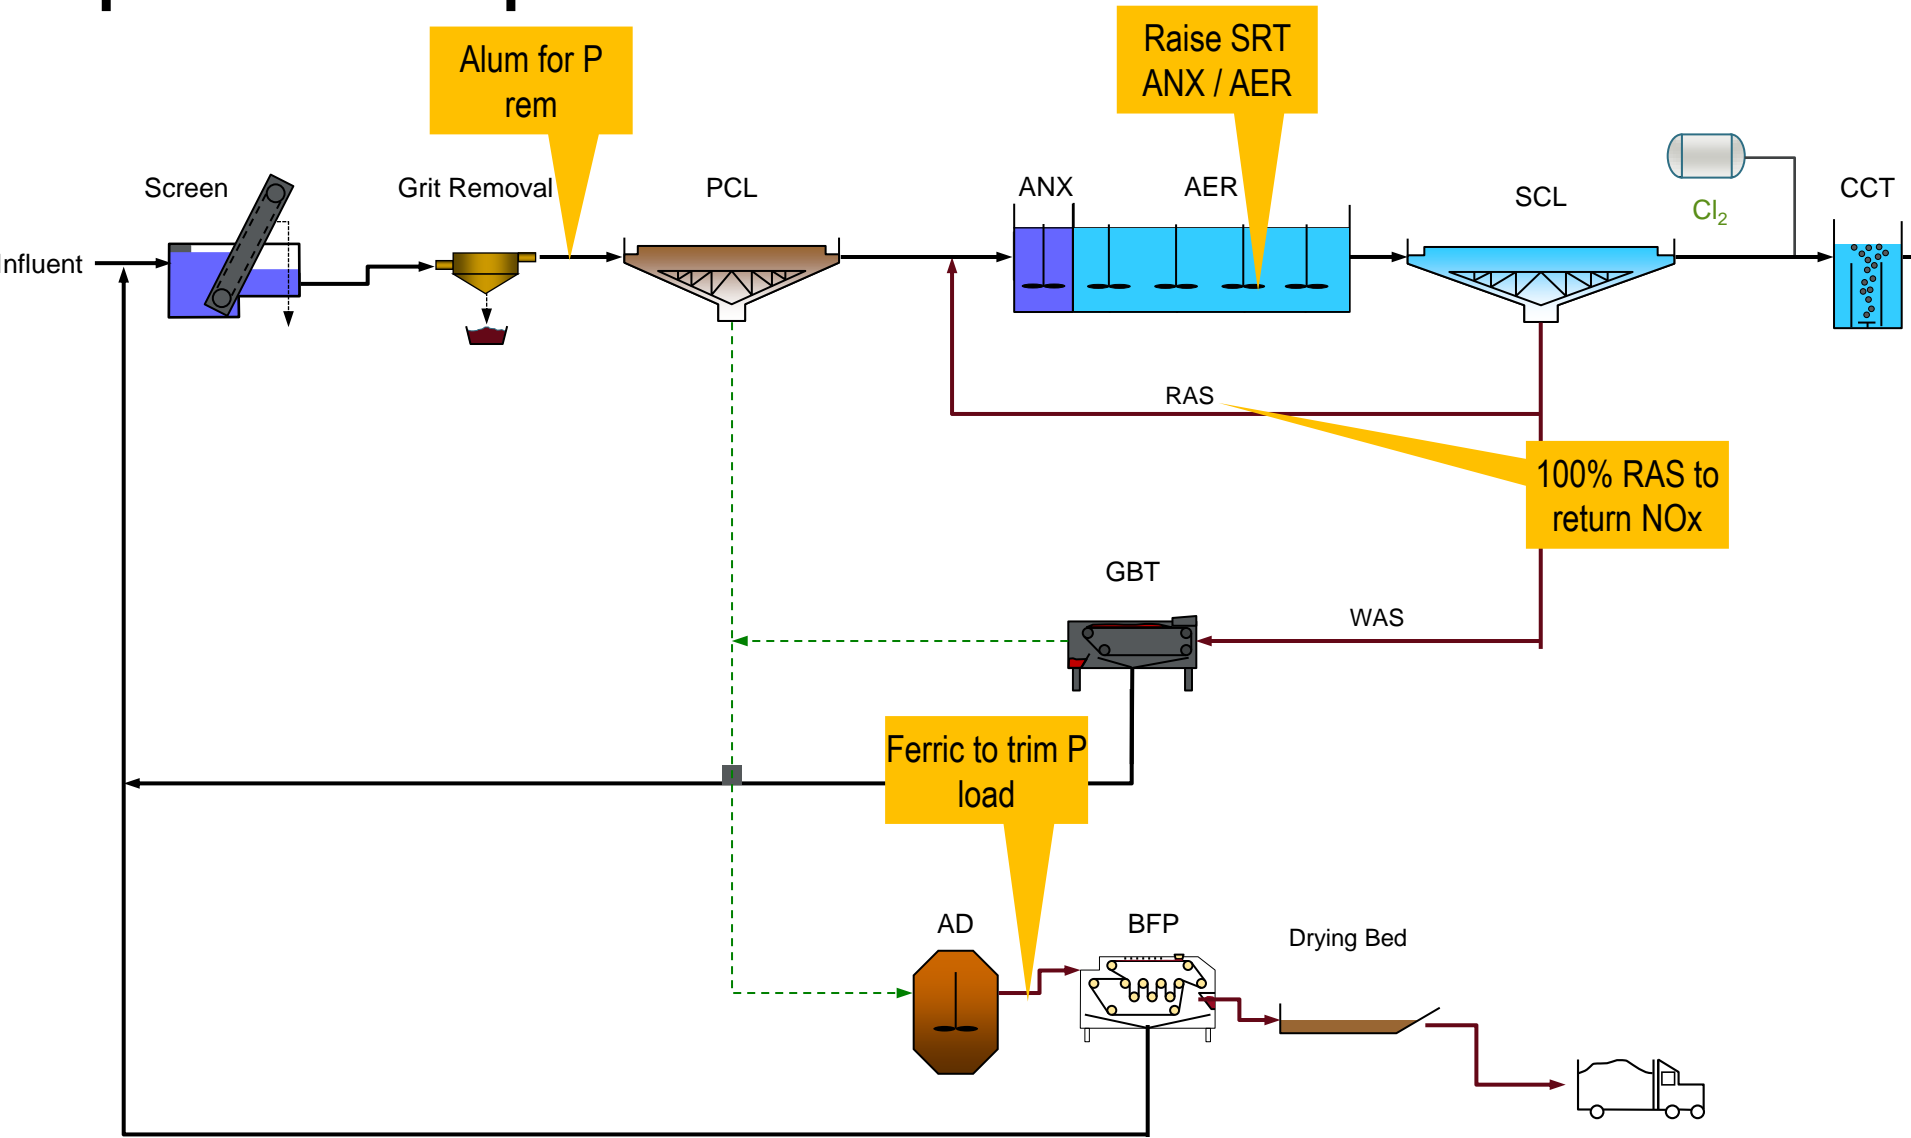 Alum for P
rem
Raise SRT
ANX / AER
Screen
Grit Removal
PCL
ANX
AER
SCL
Cl2
CCT
Influent
RAS
100% RAS to
return NOx
GBT
WAS
Ferric to trim P
load
AD
BFP
Drying Bed